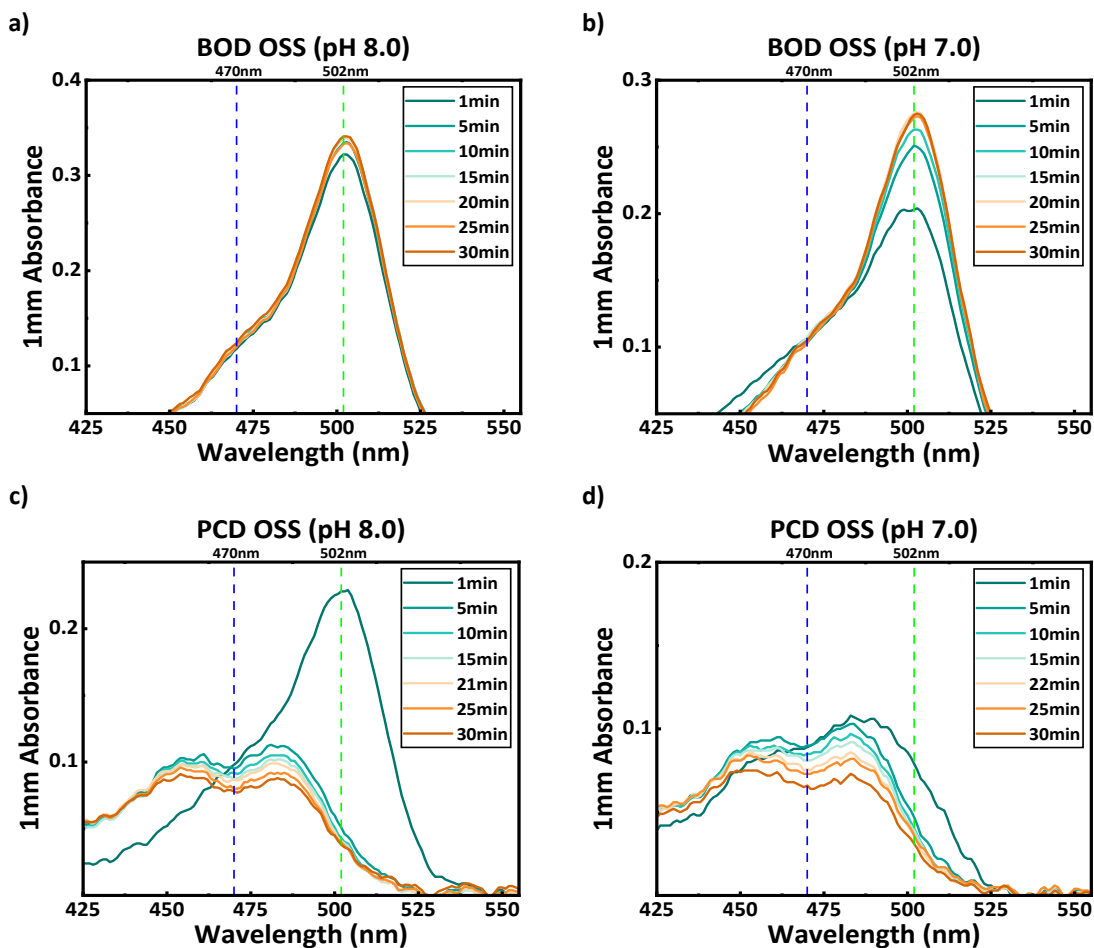 a)
BOD OSS (pH 8.0)
470nm 502nm
0.4
0.3
0.2
0.1
1mm Absorbance
1min
5min
10min
15min
20min
25min
30min
425 450 475 500 525 550
Wavelength (nm)
b)
BOD OSS (pH 7.0)
470nm 502nm
0.3
0.2
0.1
1mm Absorbance
1min
5min
10min
15min
20min
25min
30min
425 450 475 500 525 550
Wavelength (nm)
c)
PCD OSS (pH 8.0)
470nm 502nm
0.2
0.1
0.0
1mm Absorbance
1min
5min
10min
15min
21min
25min
30min
425 450 475 500 525 550
Wavelength (nm)
d)
PCD OSS (pH 7.0)
470nm 502nm
0.2
0.1
0.0
1mm Absorbance
1min
5min
10min
15min
22min
25min
30min
425 450 475 500 525 550
Wavelength (nm)